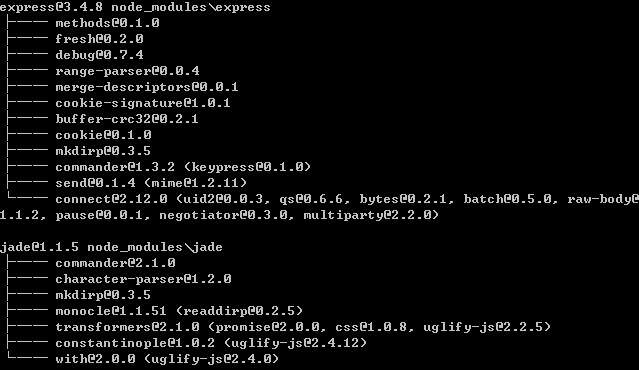 express@3.4.8 node_modules\express
├── methods@0.1.0
├── fresh@0.2.0
├── debug@0.7.4
├── range-parser@0.0.4
├── merge-descriptors@0.0.1
├── cookie-signature@1.0.1
├── buffer-crc32@0.2.1
├── cookie@0.1.0
├── mkdirp@0.3.5
├── commander@1.3.2 (keypress@0.1.0)
├── send@0.1.4 (mime@1.2.11)
└── connect@2.12.0 (uid2@0.0.3, qs@0.6.6, bytes@0.2.1, batch@0.5.0, raw-body@
1.1.2, pause@0.0.1, negotiator@0.3.0, multiparty@2.2.0)
jade@1.1.5 node_modules\jade
├── commander@2.1.0
├── character-parser@1.2.0
├── mkdirp@0.3.5
├── monocle@1.1.51 (readdirp@0.2.5)
├── transformers@2.1.0 (promise@2.0.0, css@1.0.8, uglify-js@2.2.5)
├── constantinople@1.0.2 (uglify-js@2.4.12)
└── with@2.0.0 (uglify-js@2.4.0)